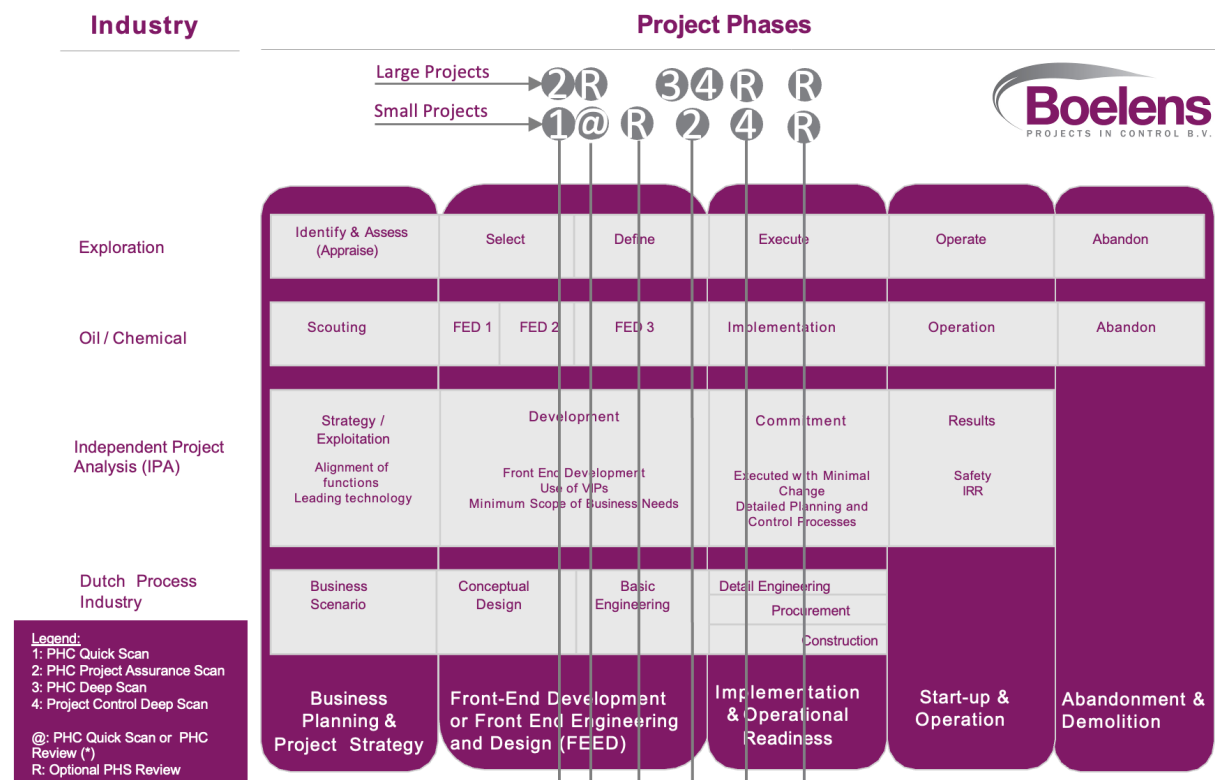 Industry
Project Phases
Large Projects
2 R 3 4 R R
Small Projects
1 @ R 2 4 R
Boelens
PROJECTS IN CONTROL B.V.
Exploration
Identify & Assess
(Appraise)
Select
Define
Execute
Operate
Abandon
Oil / Chemical
Scouting
FED 1
FED 2
FED 3
Implementation
Operation
Abandon
Independent Project
Analysis (IPA)
Strategy /
Exploitation
Alignment of
functions
Leading technology
Development
Front End Development
Use of VIPs
Minimum Scope of Business Needs
Commitment
Executed with Minimal
Change
Detailed Planning and
Control Processes
Results
Safety
IRR
Dutch Process
Industry
Business
Scenario
Conceptual
Design
Basic
Engineering
Detail Engineering
Procurement
Construction
Legend:
1: PHC Quick Scan
2: PHC Project Assurance Scan
3: PHC Deep Scan
4: Project Control Deep Scan
@: PHC Quick Scan or PHC
Review (*)
R: Optional PHS Review
Business
Planning &
Project Strategy
Front-End Development
or Front End Engineering
and Design (FEED)
Implementation
& Operational
Readiness
Start-up &
Operation
Abandonment &
Demolition